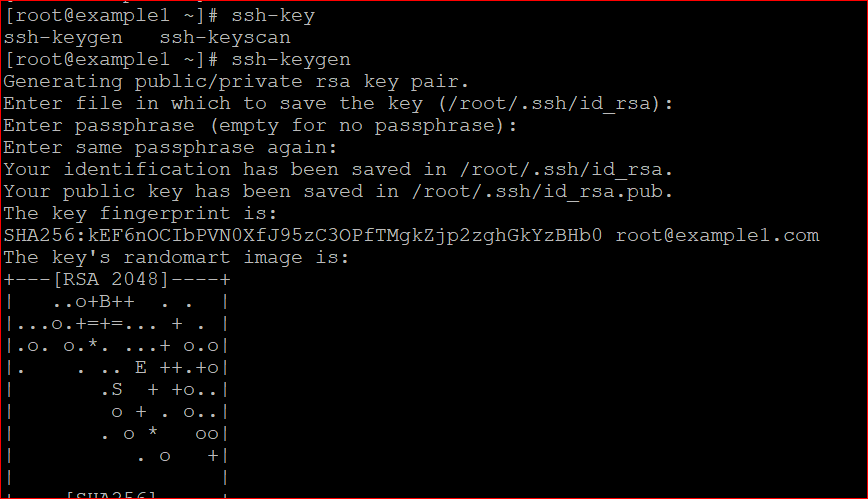 [root@example1 ~]# ssh-key
ssh-keygen   ssh-keyscan
[root@example1 ~]# ssh-keygen
Generating public/private rsa key pair.
Enter file in which to save the key (/root/.ssh/id_rsa):
Enter passphrase (empty for no passphrase):
Enter same passphrase again:
Your identification has been saved in /root/.ssh/id_rsa.
Your public key has been saved in /root/.ssh/id_rsa.pub.
The key fingerprint is:
SHA256:kEF6nOCIbPVN0XfJ95zC3OPfTMgkZjp2zghGkYzBHb0 root@example1.com
The key's randomart image is:
+---[RSA 2048]----+
|   ..o+B++  . .  |
|...o.+=+=... + . |
|.o. o.*. ...+ o.o|
|.    . .. E ++.+o|
|       .S  + +o..|
|        o + . o..|
|       . o *   oo|
|          . o   +|
|                 |
+----[SHA256]-----+